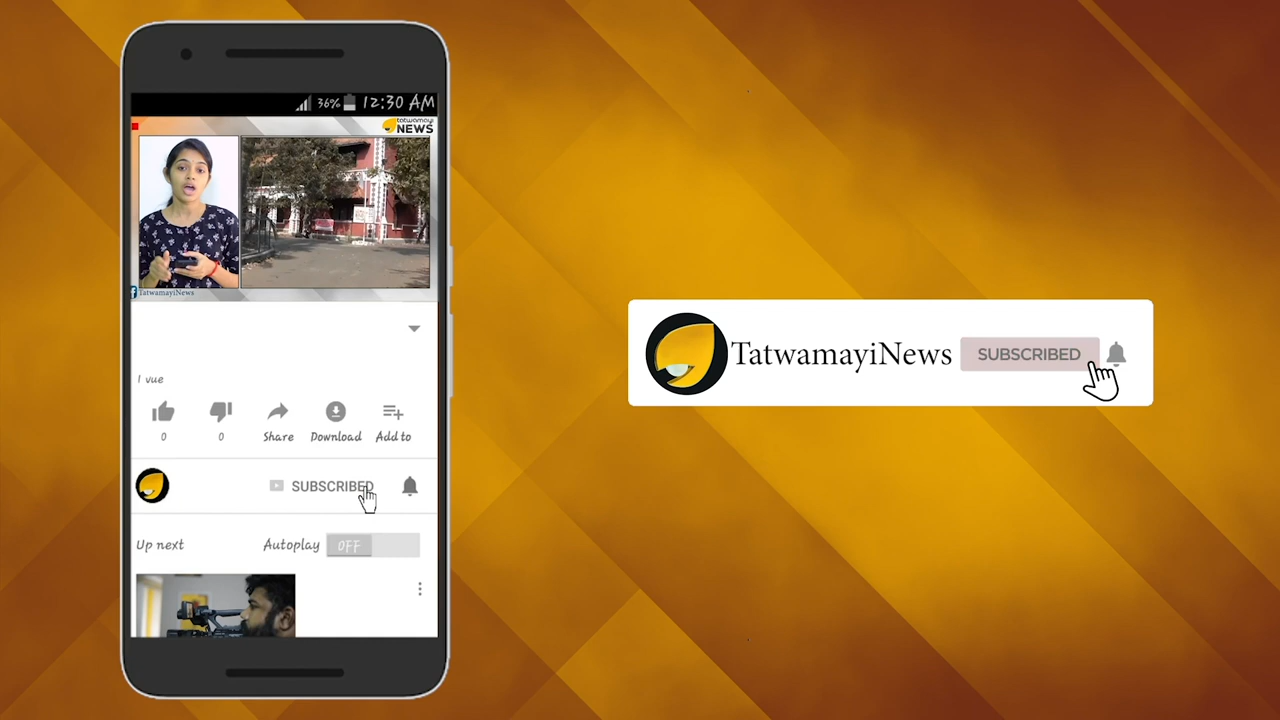 36% 12:30 AM
tatwamayi
NEWS
TatwamayiNews
1 vue
0 0 Share Download Add to
SUBSCRIBED
Up next Autoplay OFF
TatwamayiNews SUBSCRIBED